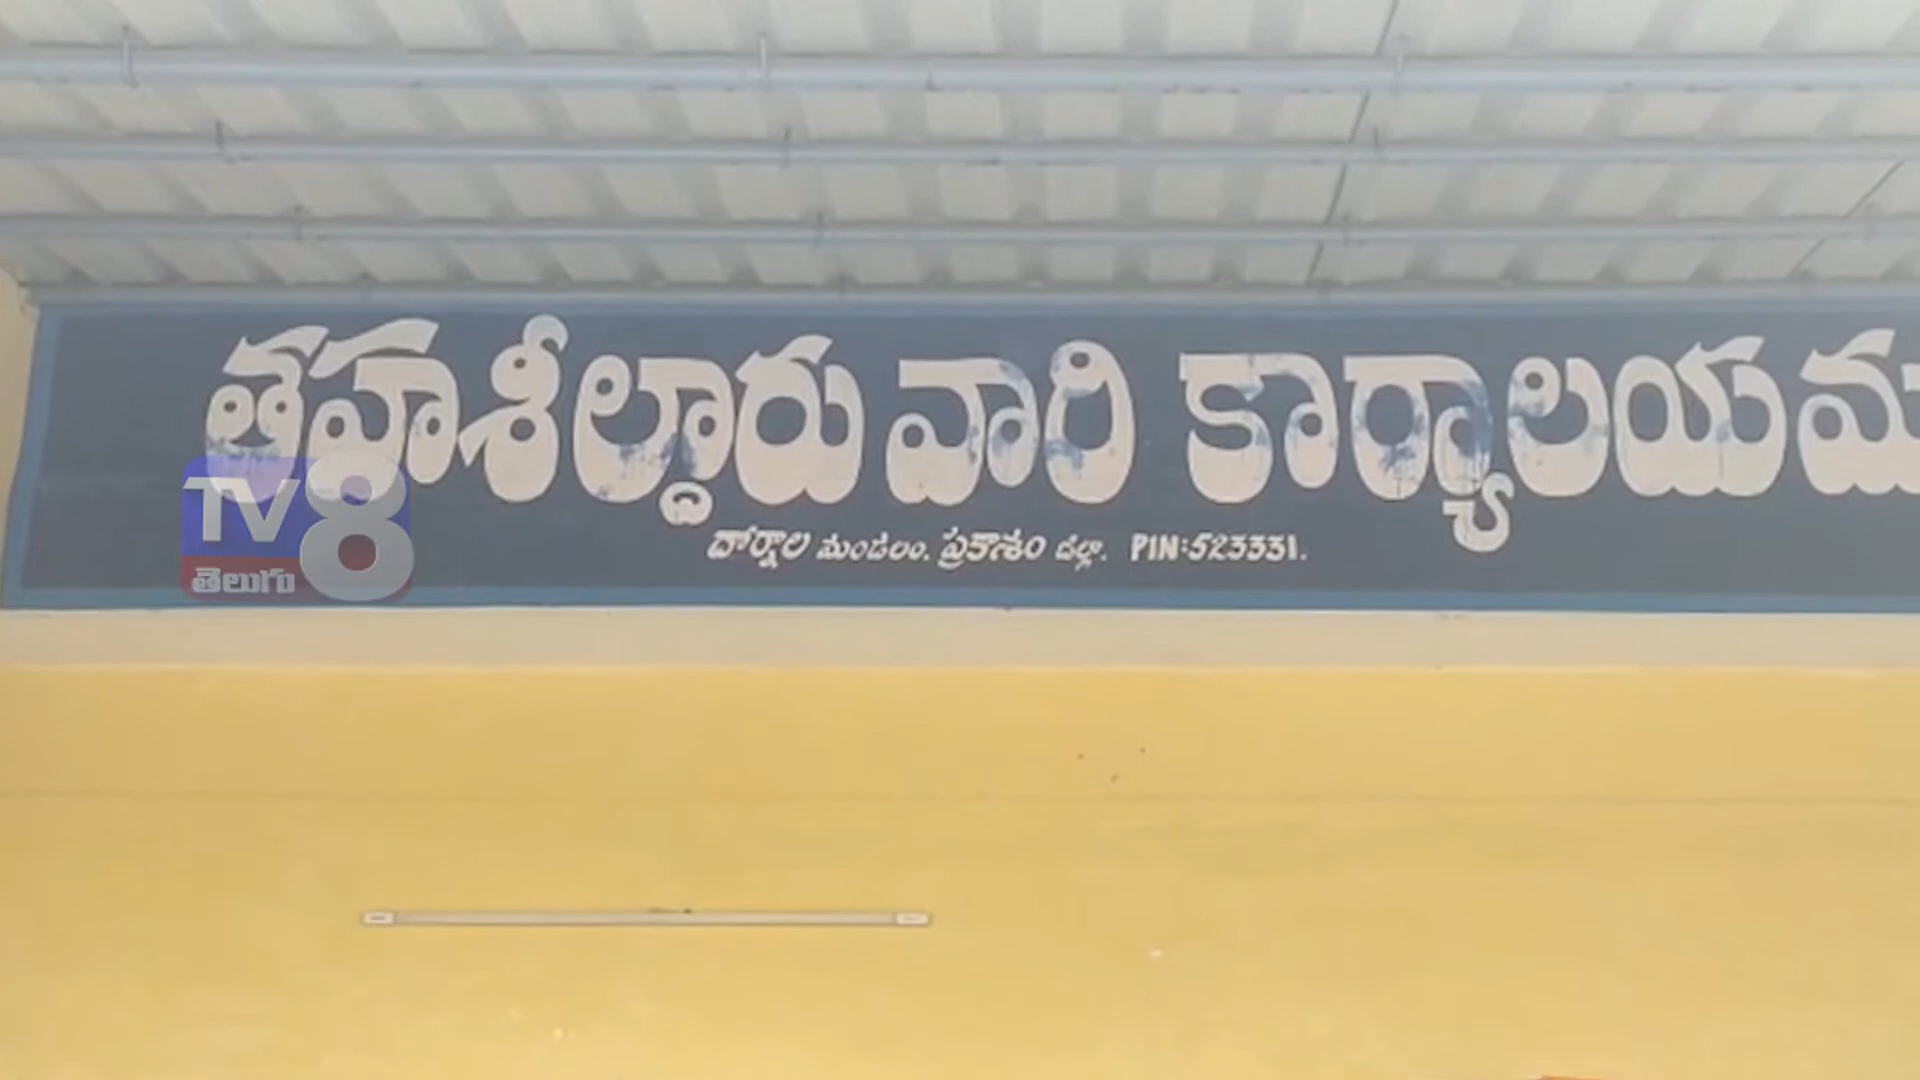 తహశీల్దారు వారి కార్యాలయము
దోర్నాల మండలం. ప్రకాశం జిల్లా. PIN:523331.
TV8
తెలుగు